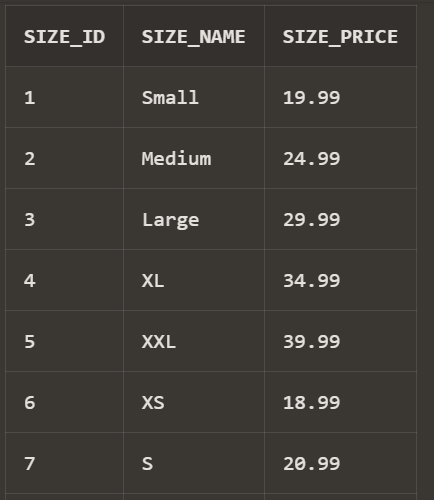 SIZE_ID SIZE_NAME SIZE_PRICE
1 Small 19.99
2 Medium 24.99
3 Large 29.99
4 XL 34.99
5 XXL 39.99
6 XS 18.99
7 S 20.99